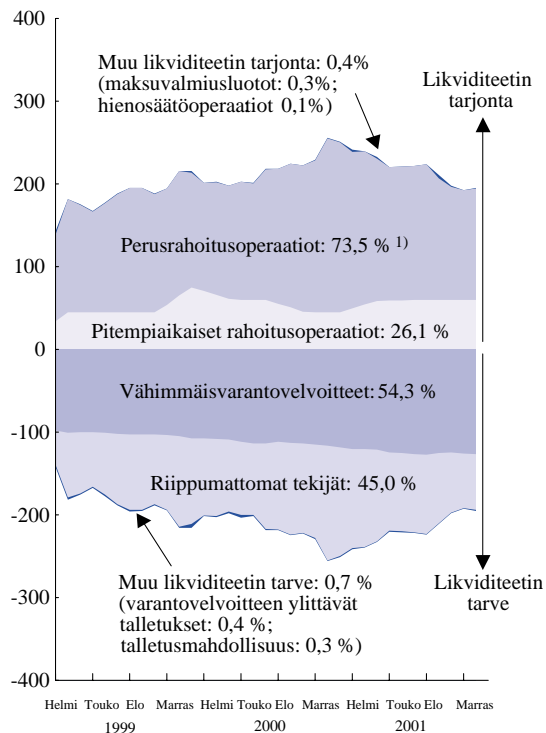 400
300
200
100
0
-100
-200
-300
-400
Muu likviditeetin tarjonta: 0,4%
(maksuvalmiusluotot: 0,3%;
hienosäätöoperaatiot 0,1%)
Likviditeetin
tarjonta
Perusrahoitusoperaatiot: 73,5 % 1)
Pitempiaikaiset rahoitusoperaatiot: 26,1 %
Vähimmäisvarantovelvoitteet: 54,3 %
Riippumattomat tekijät: 45,0 %
Muu likviditeetin tarve: 0,7 %
(varantovelvoitteen ylittävät
talletukset: 0,4 %;
talletusmahdollisuus: 0,3 %)
Likviditeetin
tarve
Helmi Touko Elo Marras Helmi Touko Elo Marras Helmi Touko Elo Marras
1999 2000 2001